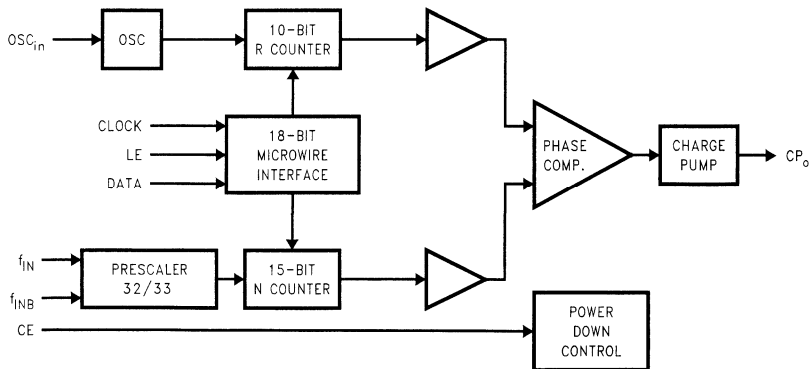 OSCin
OSC
10-BIT
R COUNTER
CLOCK
LE
DATA
18-BIT
MICROWIRE
INTERFACE
PHASE
COMP.
CHARGE
PUMP
CPo
fIN
fINB
PRESCALER
32/33
15-BIT
N COUNTER
CE
POWER
DOWN
CONTROL